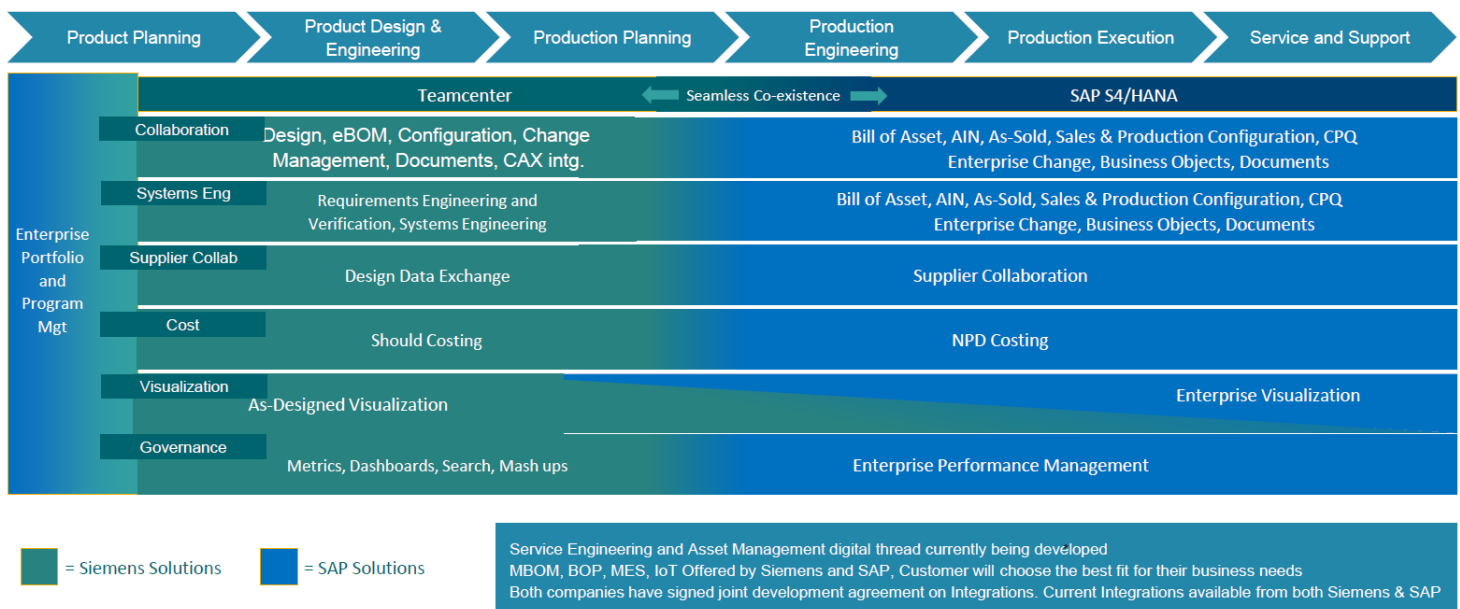 Product Planning
Product Design &
Engineering
Production Planning
Production
Engineering
Production Execution
Service and Support
Teamcenter
Seamless Co-existence
SAP S4/HANA
Enterprise
Portfolio
and
Program
Mgt
Collaboration
Design, eBOM, Configuration, Change
Management, Documents, CAX intg.
Bill of Asset, AIN, As-Sold, Sales & Production Configuration, CPQ
Enterprise Change, Business Objects, Documents
Systems Eng
Requirements Engineering and
Verification, Systems Engineering
Bill of Asset, AIN, As-Sold, Sales & Production Configuration, CPQ
Enterprise Change, Business Objects, Documents
Supplier Collab
Design Data Exchange
Supplier Collaboration
Cost
Should Costing
NPD Costing
Visualization
As-Designed Visualization
Enterprise Visualization
Governance
Metrics, Dashboards, Search, Mash ups
Enterprise Performance Management
= Siemens Solutions
= SAP Solutions
Service Engineering and Asset Management digital thread currently being developed
MBOM, BOP, MES, IoT Offered by Siemens and SAP, Customer will choose the best fit for their business needs
Both companies have signed joint development agreement on Integrations. Current Integrations available from both Siemens & SAP